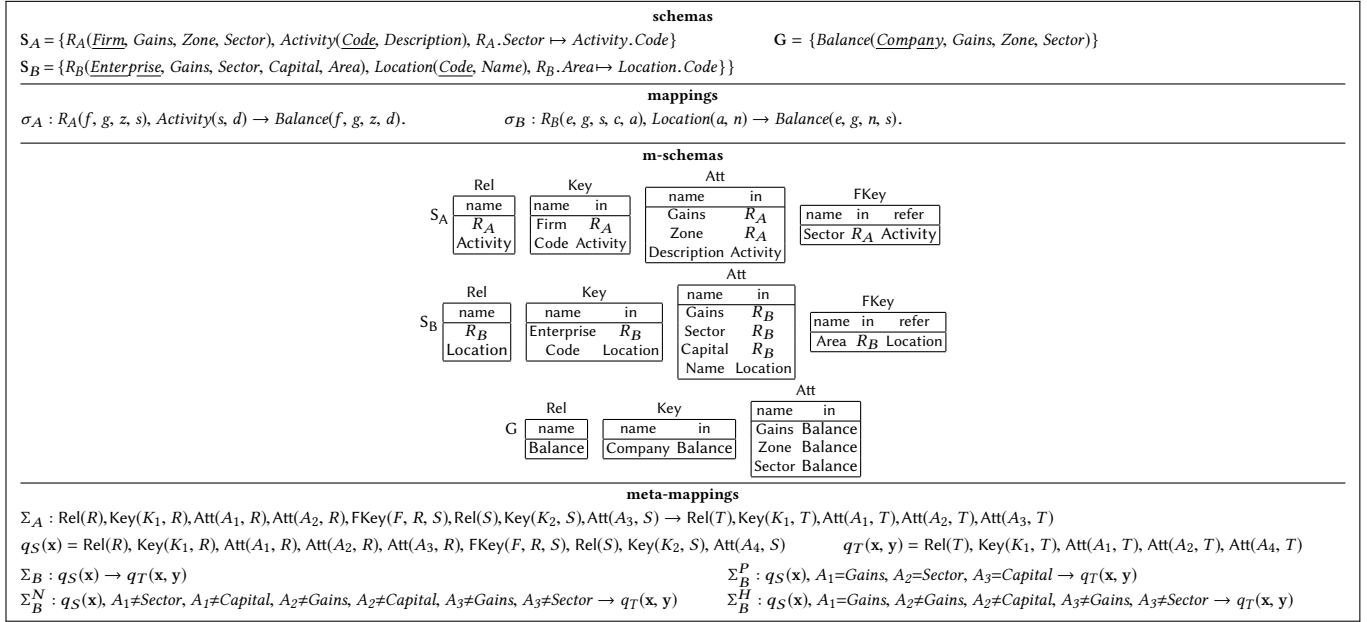 schemas
S_A = {R_A(Firm, Gains, Zone, Sector), Activity(Code, Description), R_A.Sector ↦ Activity.Code}   G = {Balance(Company, Gains, Zone, Sector)}
S_B = {R_B(Enterprise, Gains, Sector, Capital, Area), Location(Code, Name), R_B.Area ↦ Location.Code}}
mappings
σ_A : R_A(f, g, z, s), Activity(s, d) → Balance(f, g, z, d).   σ_B : R_B(e, g, s, c, a), Location(a, n) → Balance(e, g, n, s).
m-schemas
Rel   Key   Att   FKey
name   name in   name in   name in refer
S_A   R_A   Firm R_A   Gains R_A   Sector R_A Activity
Activity   Code Activity   Zone R_A
Description Activity
Rel   Key   Att   FKey
name   name in   name in   name in refer
S_B   R_B   Enterprise R_B   Gains R_B   Area R_B Location
Location   Code Location   Sector R_B
Capital R_B
Name Location
Rel   Key   Att
name   name in   name in
G   Balance   Company Balance   Gains Balance
Zone Balance
Sector Balance
meta-mappings
Σ_A : Rel(R), Key(K_1, R), Att(A_1, R), Att(A_2, R), FKey(F, R, S), Rel(S), Key(K_2, S), Att(A_3, S) → Rel(T), Key(K_1, T), Att(A_1, T), Att(A_2, T), Att(A_3, T)
q_S(x) = Rel(R), Key(K_1, R), Att(A_1, R), Att(A_2, R), Att(A_3, R), FKey(F, R, S), Rel(S), Key(K_2, S), Att(A_4, S)   q_T(x, y) = Rel(T), Key(K_1, T), Att(A_1, T), Att(A_2, T), Att(A_4, T)
Σ_B : q_S(x) → q_T(x, y)   Σ_B^P : q_S(x), A_1=Gains, A_2=Sector, A_3=Capital → q_T(x, y)
Σ_B^N : q_S(x), A_1≠Sector, A_1≠Capital, A_2≠Gains, A_2≠Capital, A_3≠Gains, A_3≠Sector → q_T(x, y)   Σ_B^H : q_S(x), A_1=Gains, A_2≠Gains, A_2≠Capital, A_3≠Gains, A_3≠Sector → q_T(x, y)